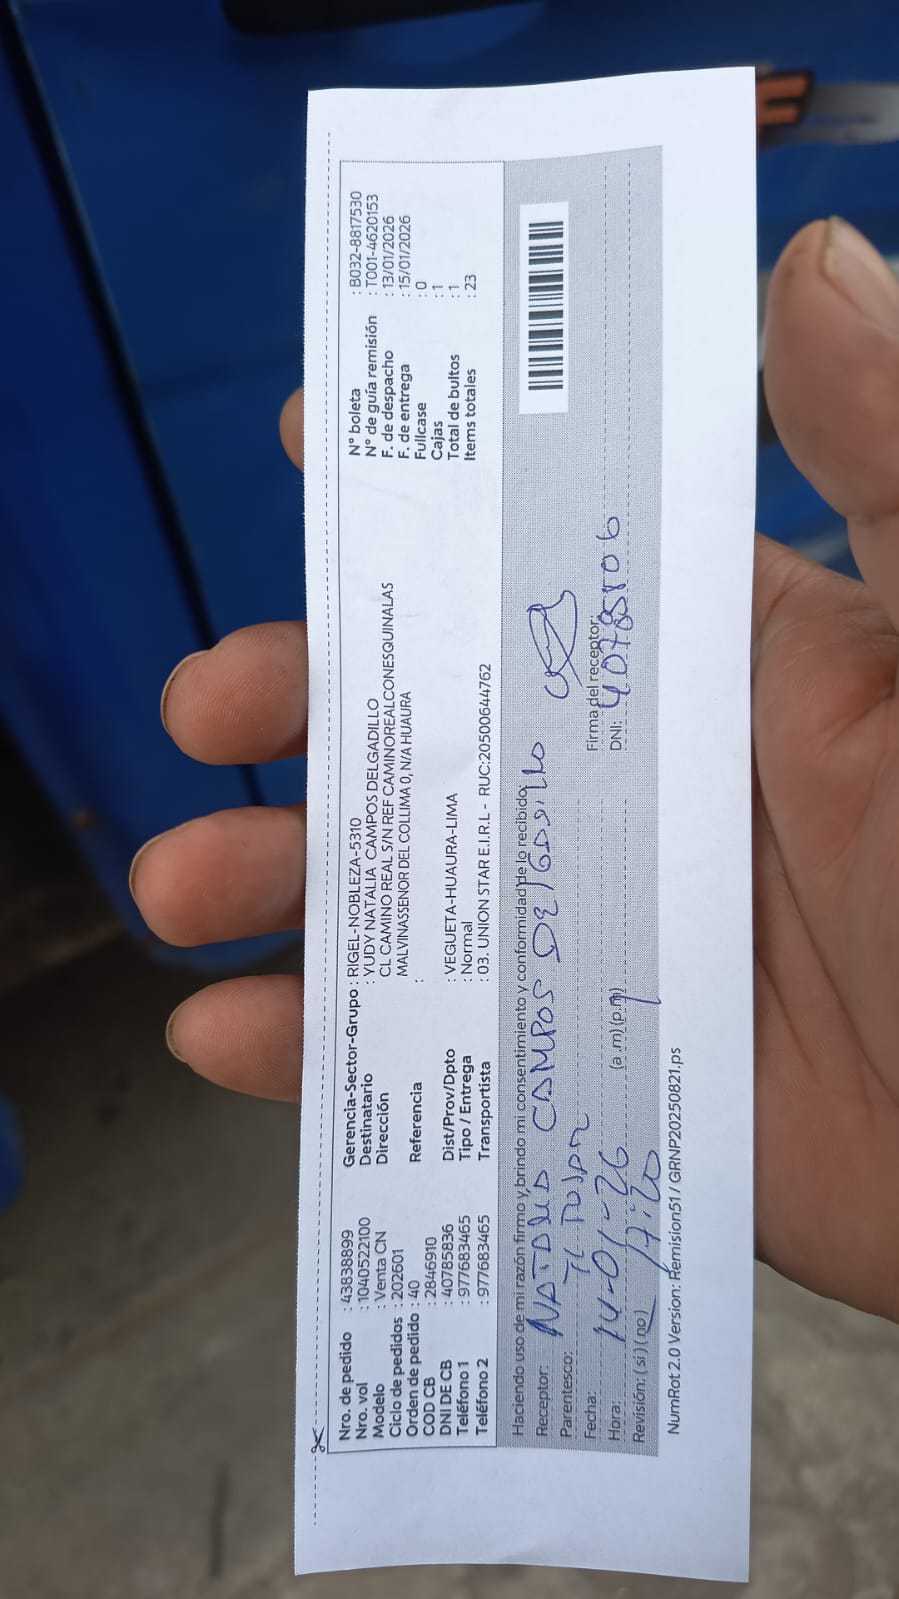 Nro. de pedido : 43838899
Nro. vol : 1040522100
Modelo : Venta CN
Ciclo de pedidos : 202601
Orden de pedido : 40
COD CB : 2846910
DNI DE CB : 40785836
Teléfono 1 : 977683465
Teléfono 2 : 977683465
Gerencia-Sector-Grupo : RIGEL-NOBLEZA-5310
Destinatario : YUDY NATALIA CAMPOS DELGADILLO
Dirección : CL CAMINO REAL S/N REF CAMINOREALCONESQUINALAS
MALVINASSENOR DEL COLLIMA 0, N/A HUAURA
Referencia :
Dist/Prov/Dpto : VEGUETA-HUAURA-LIMA
Tipo / Entrega : Normal
Transportista : 03. UNION STAR E.I.R.L - RUC:20500644762
N° boleta : B032-8817530
N° de guía remisión : T001-4620153
F. de despacho : 13/01/2026
F. de entrega : 15/01/2026
Fullcase : 0
Cajas : 1
Total de bultos : 1
Items totales : 23
Haciendo uso de mi razón firmo y brindo mi consentimiento y conformidad de lo recibido:
Receptor: NATALIA CAMPOS DELGADILLO
Parentesco: TITULAR
Fecha: 14-01-26
Hora: 17:20 (a .m) (p.m)
Revisión: ( si ) ( no )
Firma del receptor:
DNI:
NumRot 2.0 Version: Remision51 / GRNP20250821.ps